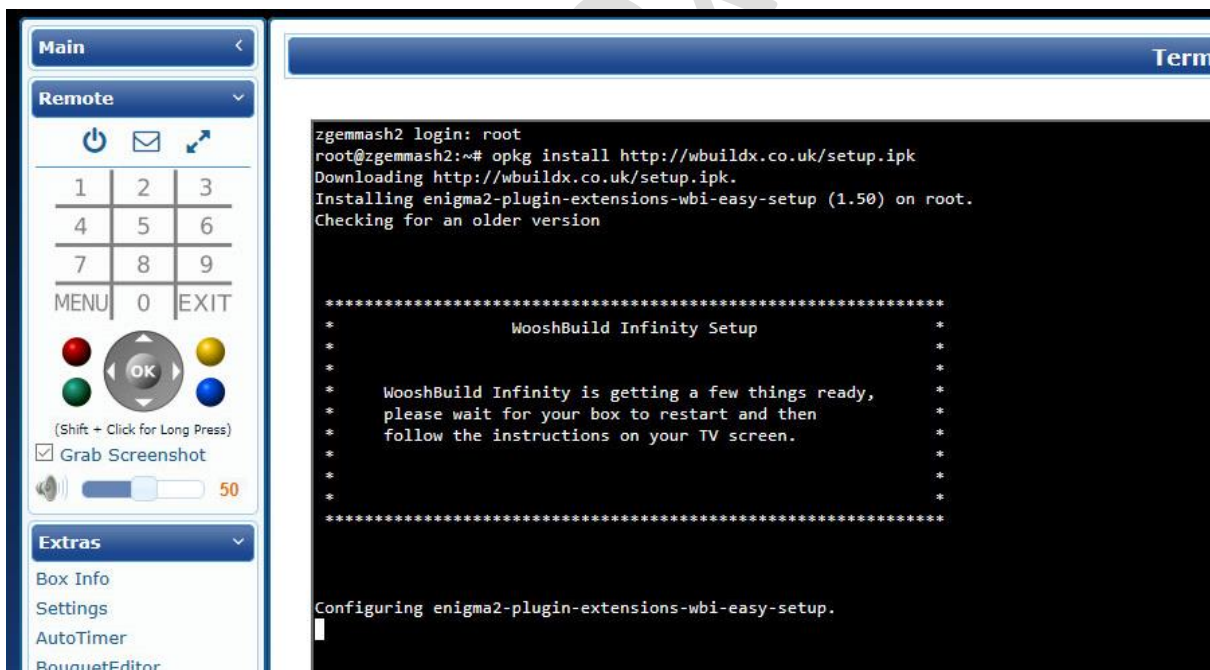 Main
Remote
1 2 3
4 5 6
7 8 9
MENU 0 EXIT
OK
(Shift + Click for Long Press)
Grab Screenshot
50
Extras
Box Info
Settings
AutoTimer
BouquetEditor
Term
zgemmash2 login: root
root@zgemmash2:~# opkg install http://wbuildx.co.uk/setup.ipk
Downloading http://wbuildx.co.uk/setup.ipk.
Installing enigma2-plugin-extensions-wbi-easy-setup (1.50) on root.
Checking for an older version
***************************************************************
* WooshBuild Infinity Setup *
* *
* *
* WooshBuild Infinity is getting a few things ready, *
* please wait for your box to restart and then *
* follow the instructions on your TV screen. *
* *
* *
* *
***************************************************************
Configuring enigma2-plugin-extensions-wbi-easy-setup.